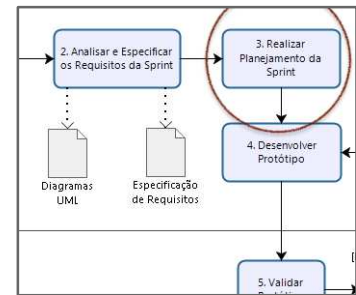 2. Analisar e Especificar
os Requisitos da Sprint
3. Realizar
Planejamento da
Sprint
4. Desenvolver
Protótipo
Diagramas
UML
Especificação
de Requisitos
5. Validar